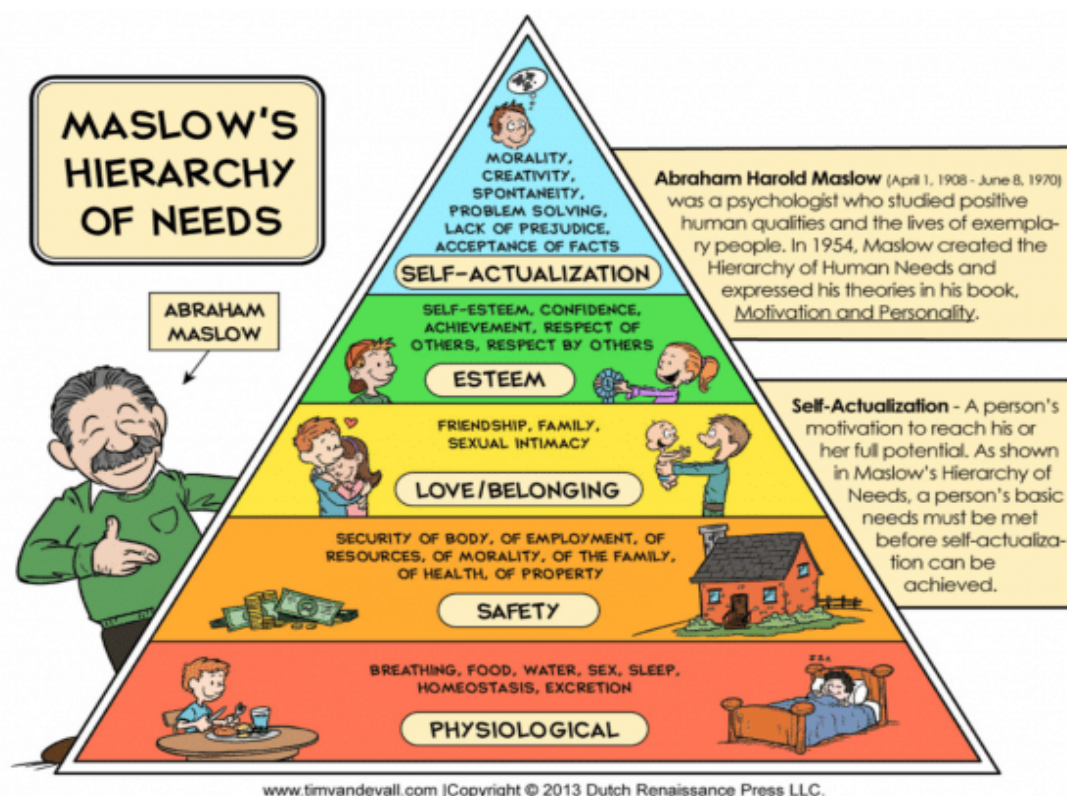 MASLOW'S
HIERARCHY
OF NEEDS
ABRAHAM
MASLOW
MORALITY,
CREATIVITY,
SPONTANEITY,
PROBLEM SOLVING,
LACK OF PREJUDICE,
ACCEPTANCE OF FACTS
SELF-ACTUALIZATION
SELF-ESTEEM, CONFIDENCE,
ACHIEVEMENT, RESPECT OF
OTHERS, RESPECT BY OTHERS
ESTEEM
FRIENDSHIP, FAMILY,
SEXUAL INTIMACY
LOVE/BELONGING
SECURITY OF BODY, OF EMPLOYMENT, OF
RESOURCES, OF MORALITY, OF THE FAMILY,
OF HEALTH, OF PROPERTY
SAFETY
BREATHING, FOOD, WATER, SEX, SLEEP,
HOMEOSTASIS, EXCRETION
PHYSIOLOGICAL
zzz
Abraham Harold Maslow (April 1, 1908 - June 8, 1970)
was a psychologist who studied positive
human qualities and the lives of exempla-
ry people. In 1954, Maslow created the
Hierarchy of Human Needs and
expressed his theories in his book,
Motivation and Personality.
Self-Actualization - A person's
motivation to reach his or
her full potential. As shown
in Maslow's Hierarchy of
Needs, a person's basic
needs must be met
before self-actualiza-
tion can be
achieved.
www.timvandevall.com |Copyright © 2013 Dutch Renaissance Press LLC.